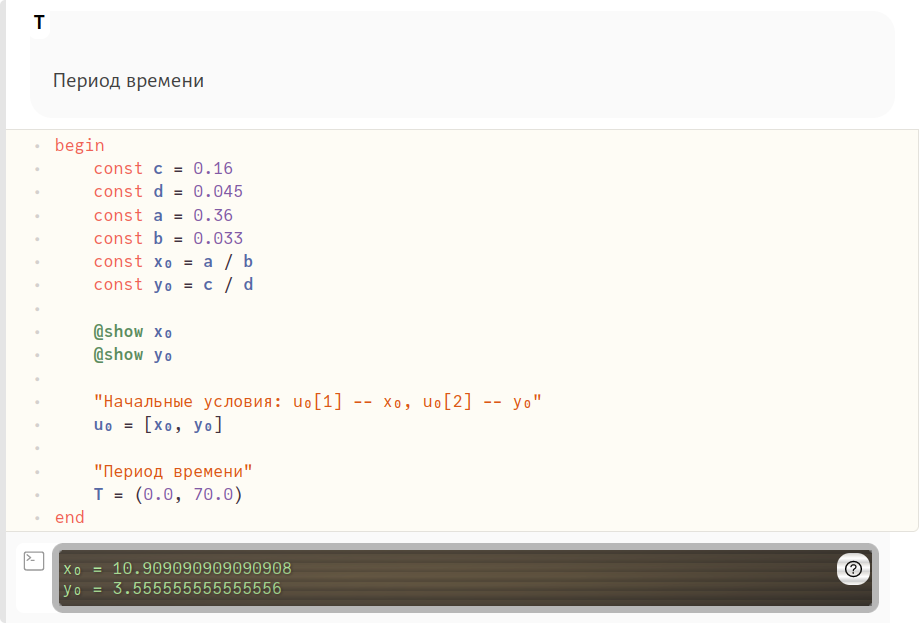 T
Период времени
begin
const c = 0.16
const d = 0.045
const a = 0.36
const b = 0.033
const x₀ = a / b
const y₀ = c / d
@show x₀
@show y₀
"Начальные условия: u₀[1] -- x₀, u₀[2] -- y₀"
u₀ = [x₀, y₀]
"Период времени"
T = (0.0, 70.0)
end
x₀ = 10.909090909090908
y₀ = 3.555555555555556